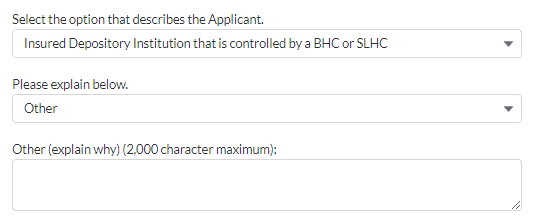 Select the option that describes the Applicant.
Insured Depository Institution that is controlled by a BHC or SLHC
Please explain below.
Other
Other (explain why) (2,000 character maximum):